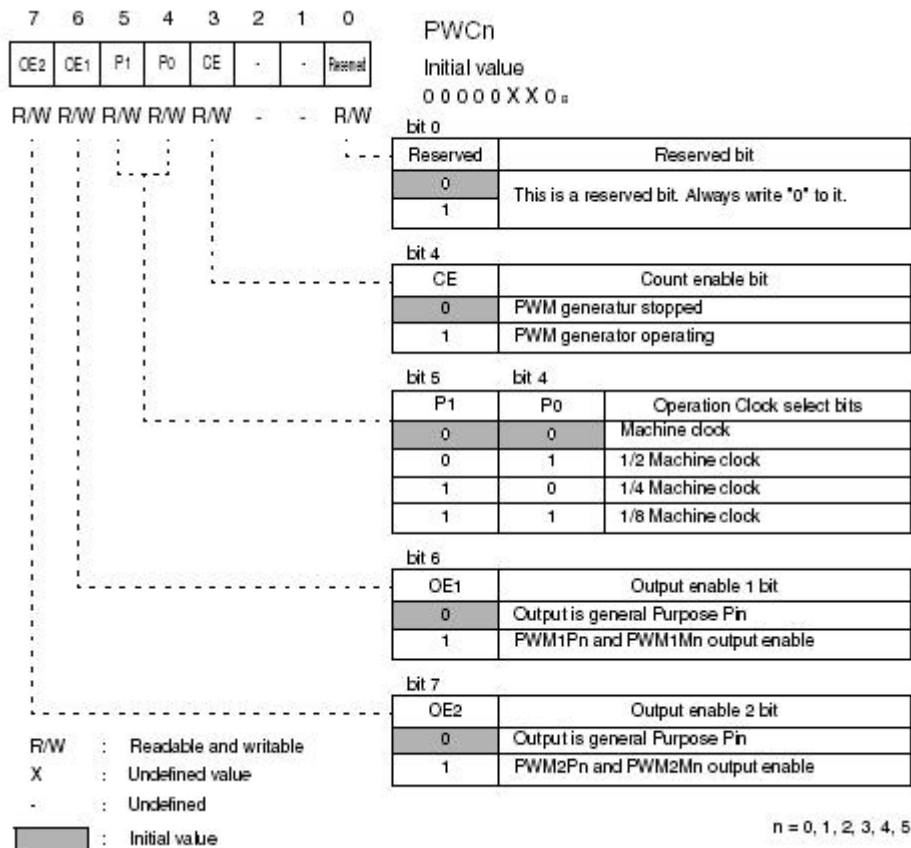 7 6 5 4 3 2 1 0
PWCn
OE2 OE1 P1 P0 CE - - Reserved
Initial value
0 0 0 0 0 X X 0 B
R/W R/W R/W R/W R/W - - R/W
bit 0
Reserved Reserved bit
0
This is a reserved bit. Always write "0" to it.
1
bit 4
CE Count enable bit
0 PWM generatur stopped
1 PWM generator operating
bit 5 bit 4
P1 P0 Operation Clock select bits
0 0 Machine clock
0 1 1/2 Machine clock
1 0 1/4 Machine clock
1 1 1/8 Machine clock
bit 6
OE1 Output enable 1 bit
0 Output is general Purpose Pin
1 PWM1Pn and PWM1Mn output enable
bit 7
OE2 Output enable 2 bit
0 Output is general Purpose Pin
1 PWM2Pn and PWM2Mn output enable
R/W : Readable and writable
X : Undefined value
- : Undefined
: Initial value
n = 0, 1, 2, 3, 4, 5